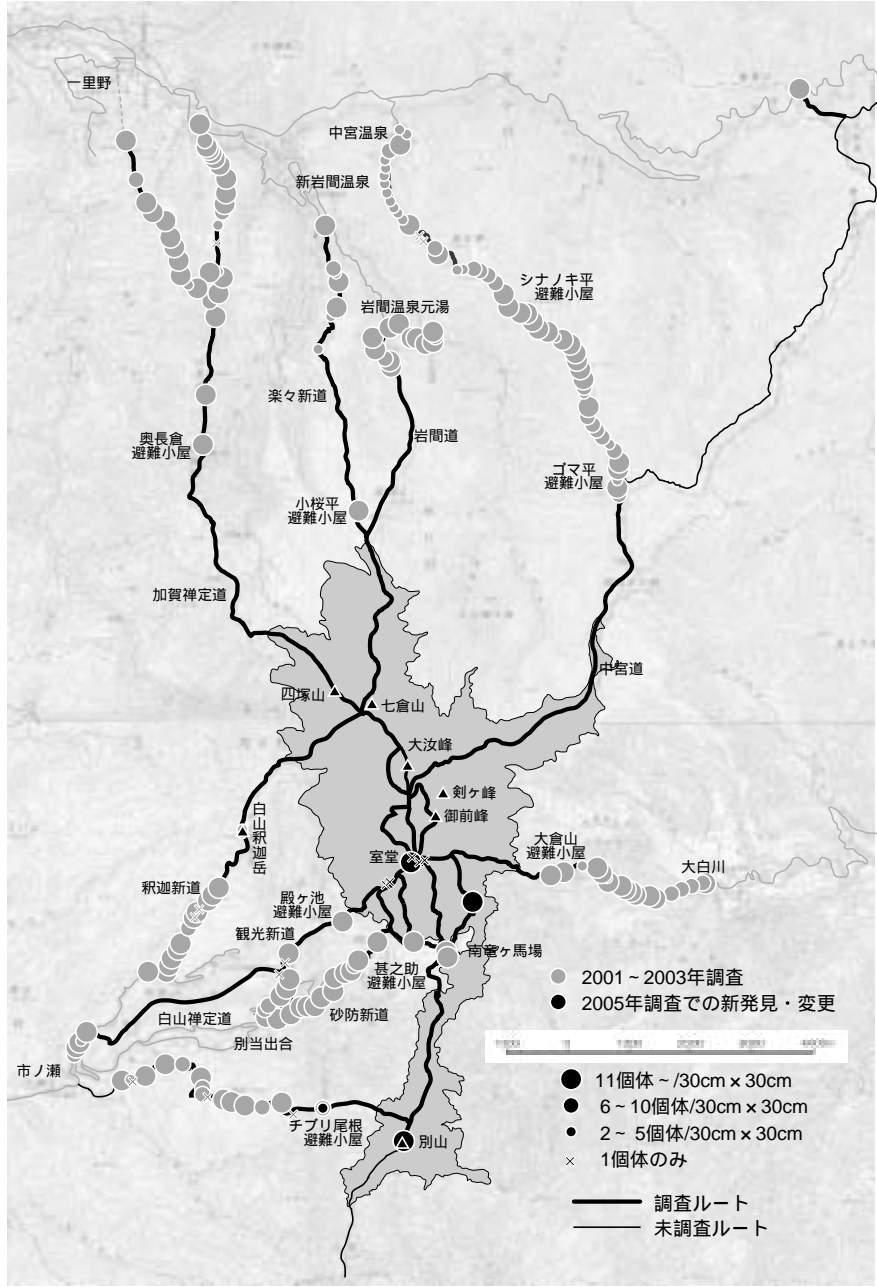 一里野
中宮温泉
新岩間温泉
シナノキ平
避難小屋
岩間温泉元湯
楽々新道
岩間道
奥長倉
避難小屋
ゴマ平
避難小屋
小桜平
避難小屋
加賀禅定道
中宮道
四塚山
七倉山
大汝峰
剣ヶ峰
御前峰
白山釈迦岳
室堂
大倉山
避難小屋
大白川
釈迦新道
殿ヶ池
避難小屋
観光新道
南竜ヶ馬場
甚之助
避難小屋
白山禅定道
砂防新道
別当出合
市ノ瀬
チブリ尾根
避難小屋
別山
2001~2003年調査
2005年調査での新発見・変更
11個体~/30cm×30cm
6~10個体/30cm×30cm
2~5個体/30cm×30cm
1個体のみ
調査ルート
未調査ルート